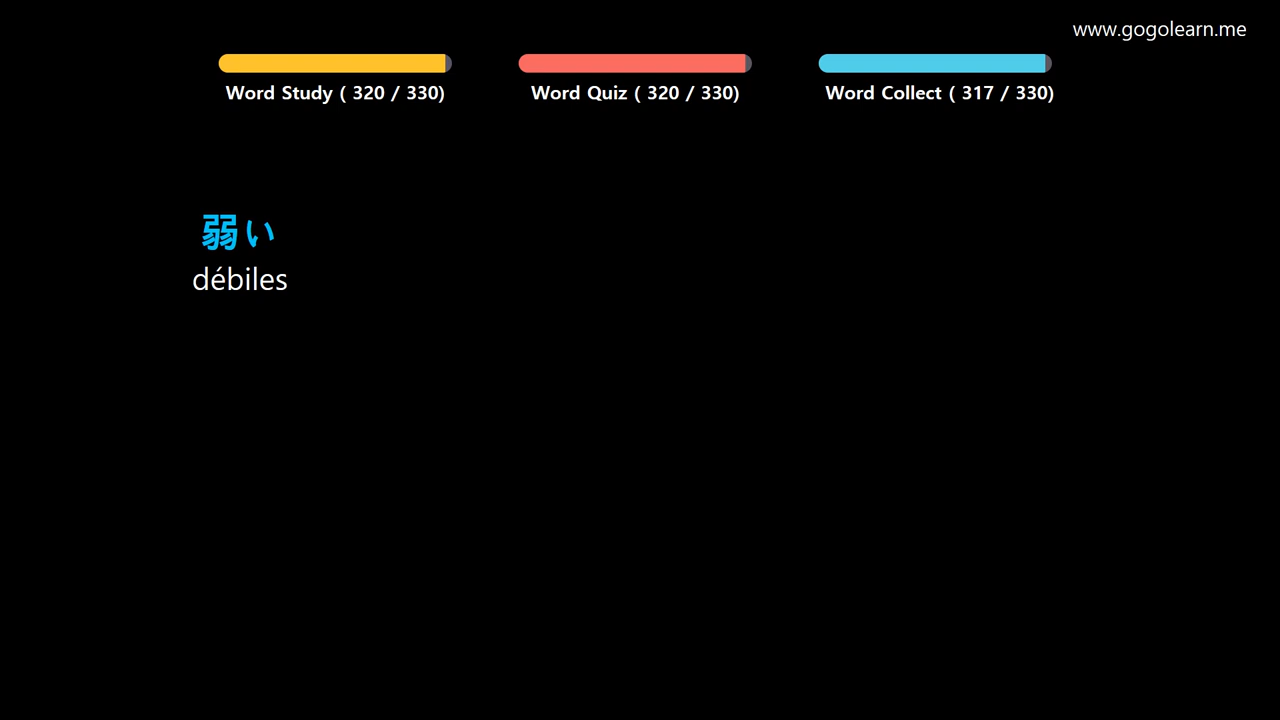 www.gogolearn.me
Word Study ( 320 / 330)
Word Quiz ( 320 / 330)
Word Collect ( 317 / 330)
弱い
débiles